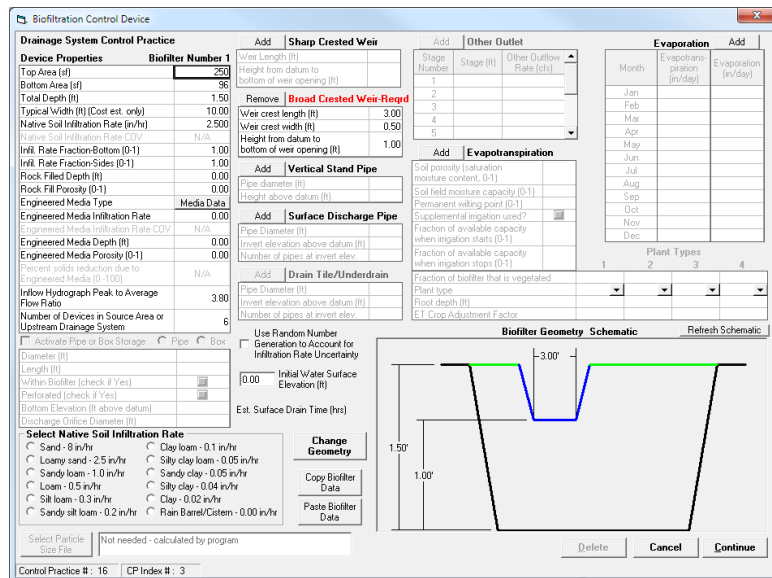 Biofiltration Control Device
Drainage System Control Practice
Device Properties Biofilter Number 1
Top Area (sf) 250
Bottom Area (sf) 96
Total Depth (ft) 1.50
Typical Width (ft) (Cost est. only) 10.00
Native Soil Infiltration Rate (in/hr) 2.500
Native Soil Infiltration Rate COV N/A
Infil. Rate Fraction-Bottom (0-1) 1.00
Infil. Rate Fraction-Sides (0-1) 1.00
Rock Filled Depth (ft) 0.00
Rock Fill Porosity (0-1) 0.00
Engineered Media Type Media Data
Engineered Media Infiltration Rate 0.00
Engineered Media Infiltration Rate COV N/A
Engineered Media Depth (ft) 0.00
Engineered Media Porosity (0-1) 0.00
Percent solids reduction due to
Engineered Media (0 -100) N/A
Inflow Hydrograph Peak to Average
Flow Ratio 3.80
Number of Devices in Source Area or
Upstream Drainage System 6
Activate Pipe or Box Storage Pipe Box
Diameter (ft)
Length (ft)
Within Biofilter (check if Yes)
Perforated (check if Yes)
Bottom Elevation (ft above datum)
Discharge Orifice Diameter (ft)
Select Native Soil Infiltration Rate
Sand - 8 in/hr
Loamy sand - 2.5 in/hr
Sandy loam - 1.0 in/hr
Loam - 0.5 in/hr
Silt loam - 0.3 in/hr
Sandy silt loam - 0.2 in/hr
Clay loam - 0.1 in/hr
Silty clay loam - 0.05 in/hr
Sandy clay - 0.05 in/hr
Silty clay - 0.04 in/hr
Clay - 0.02 in/hr
Rain Barrel/Cistern - 0.00 in/hr
Select Particle
Size File
Not needed - calculated by program
Control Practice # : 16 CP Index # : 3
Add Sharp Crested Weir
Weir Length (ft)
Height from datum to
bottom of weir opening (ft)
Remove Broad Crested Weir-Reqrd
Weir crest length (ft) 3.00
Weir crest width (ft) 0.50
Height from datum to
bottom of weir opening (ft) 1.00
Add Vertical Stand Pipe
Pipe diameter (ft)
Height above datum (ft)
Add Surface Discharge Pipe
Pipe Diameter (ft)
Invert elevation above datum (ft)
Number of pipes at invert elev.
Add Drain Tile/Underdrain
Pipe Diameter (ft)
Invert elevation above datum (ft)
Number of pipes at invert elev.
Use Random Number
Generation to Account for
Infiltration Rate Uncertainty
0.00 Initial Water Surface
Elevation (ft)
Est. Surface Drain Time (hrs)
Change
Geometry
Copy Biofilter
Data
Paste Biofilter
Data
Add Other Outlet
Stage
Number Stage (ft) Other Outflow
Rate (cfs)
1
2
3
4
5
Add Evapotranspiration
Soil porosity (saturation
moisture content, 0-1)
Soil field moisture capacity (0-1)
Permanent wilting point (0-1)
Supplemental irrigation used?
Fraction of available capacity
when irrigation starts (0-1)
Fraction of available capacity
when irrigation stops (0-1)
Fraction of biofilter that is vegetated
Plant type
Root depth (ft)
ET Crop Adjustment Factor
Evaporation Add
Month Evapotrans-
piration
(in/day) Evaporation
(in/day)
Jan
Feb
Mar
Apr
May
Jun
Jul
Aug
Sep
Oct
Nov
Dec
Plant Types
1 2 3 4
Biofilter Geometry Schematic Refresh Schematic
3.00'
1.50'
1.00'
Delete Cancel Continue